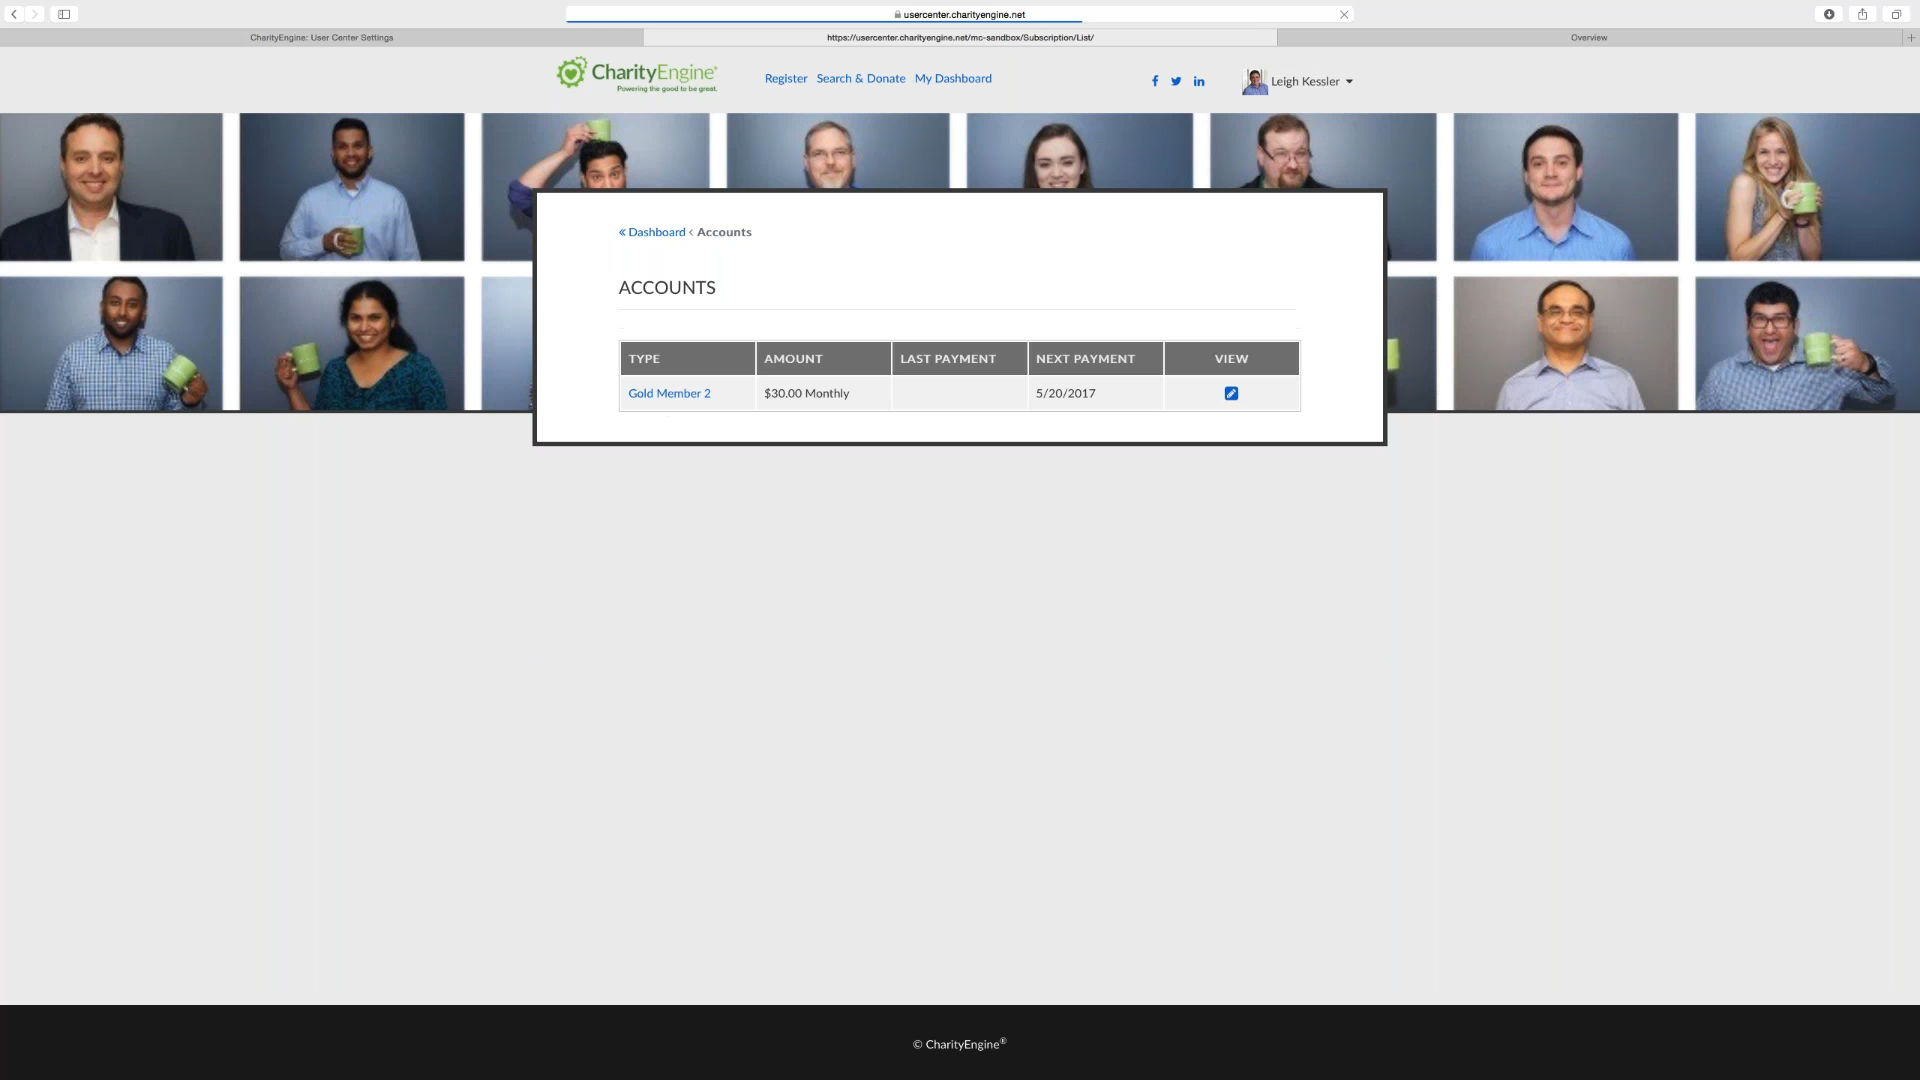 usercenter.charityengine.net
CharityEngine: User Center Settings
https://usercenter.charityengine.net/mc-sandbox/Subscription/List/
Overview
CharityEngine®
Powering the good to be great.
Register Search & Donate My Dashboard
Leigh Kessler
« Dashboard ‹ Accounts
ACCOUNTS
TYPE AMOUNT LAST PAYMENT NEXT PAYMENT VIEW
Gold Member 2 $30.00 Monthly 5/20/2017
© CharityEngine®